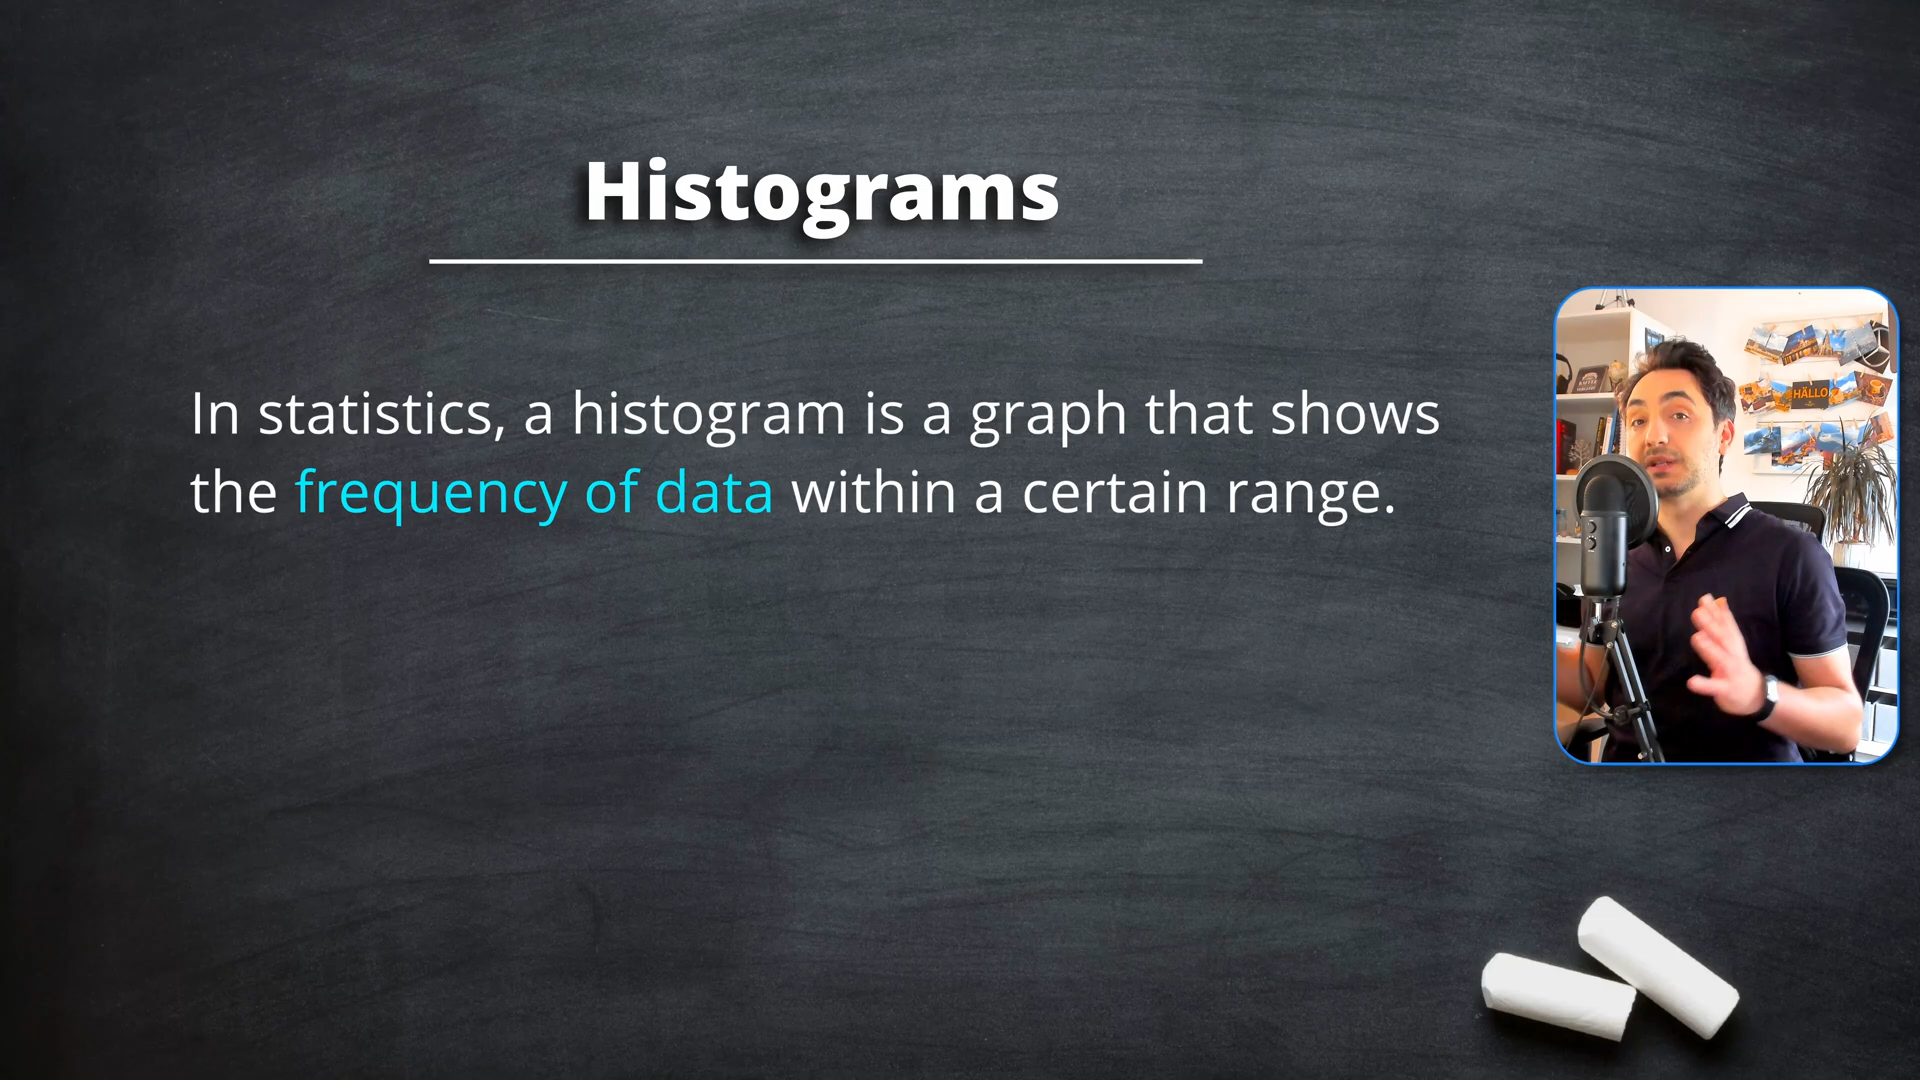 Histograms
In statistics, a histogram is a graph that shows
the frequency of data within a certain range.
HALLO